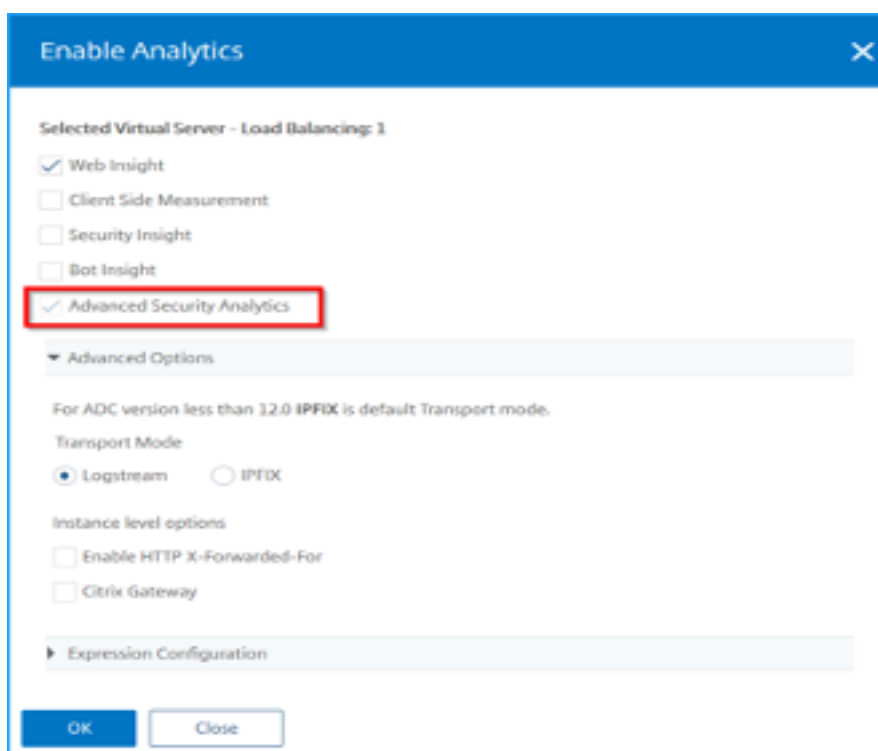 Enable Analytics
Selected Virtual Server - Load Balancing: 1
Web Insight
Client Side Measurement
Security Insight
Bot Insight
Advanced Security Analytics
Advanced Options
For ADC version less than 12.0 IPFIX is default Transport mode.
Transport Mode
Logstream IPFIX
Instance level options
Enable HTTP X-Forwarded-For
Citrix Gateway
Expression Configuration
OK Close